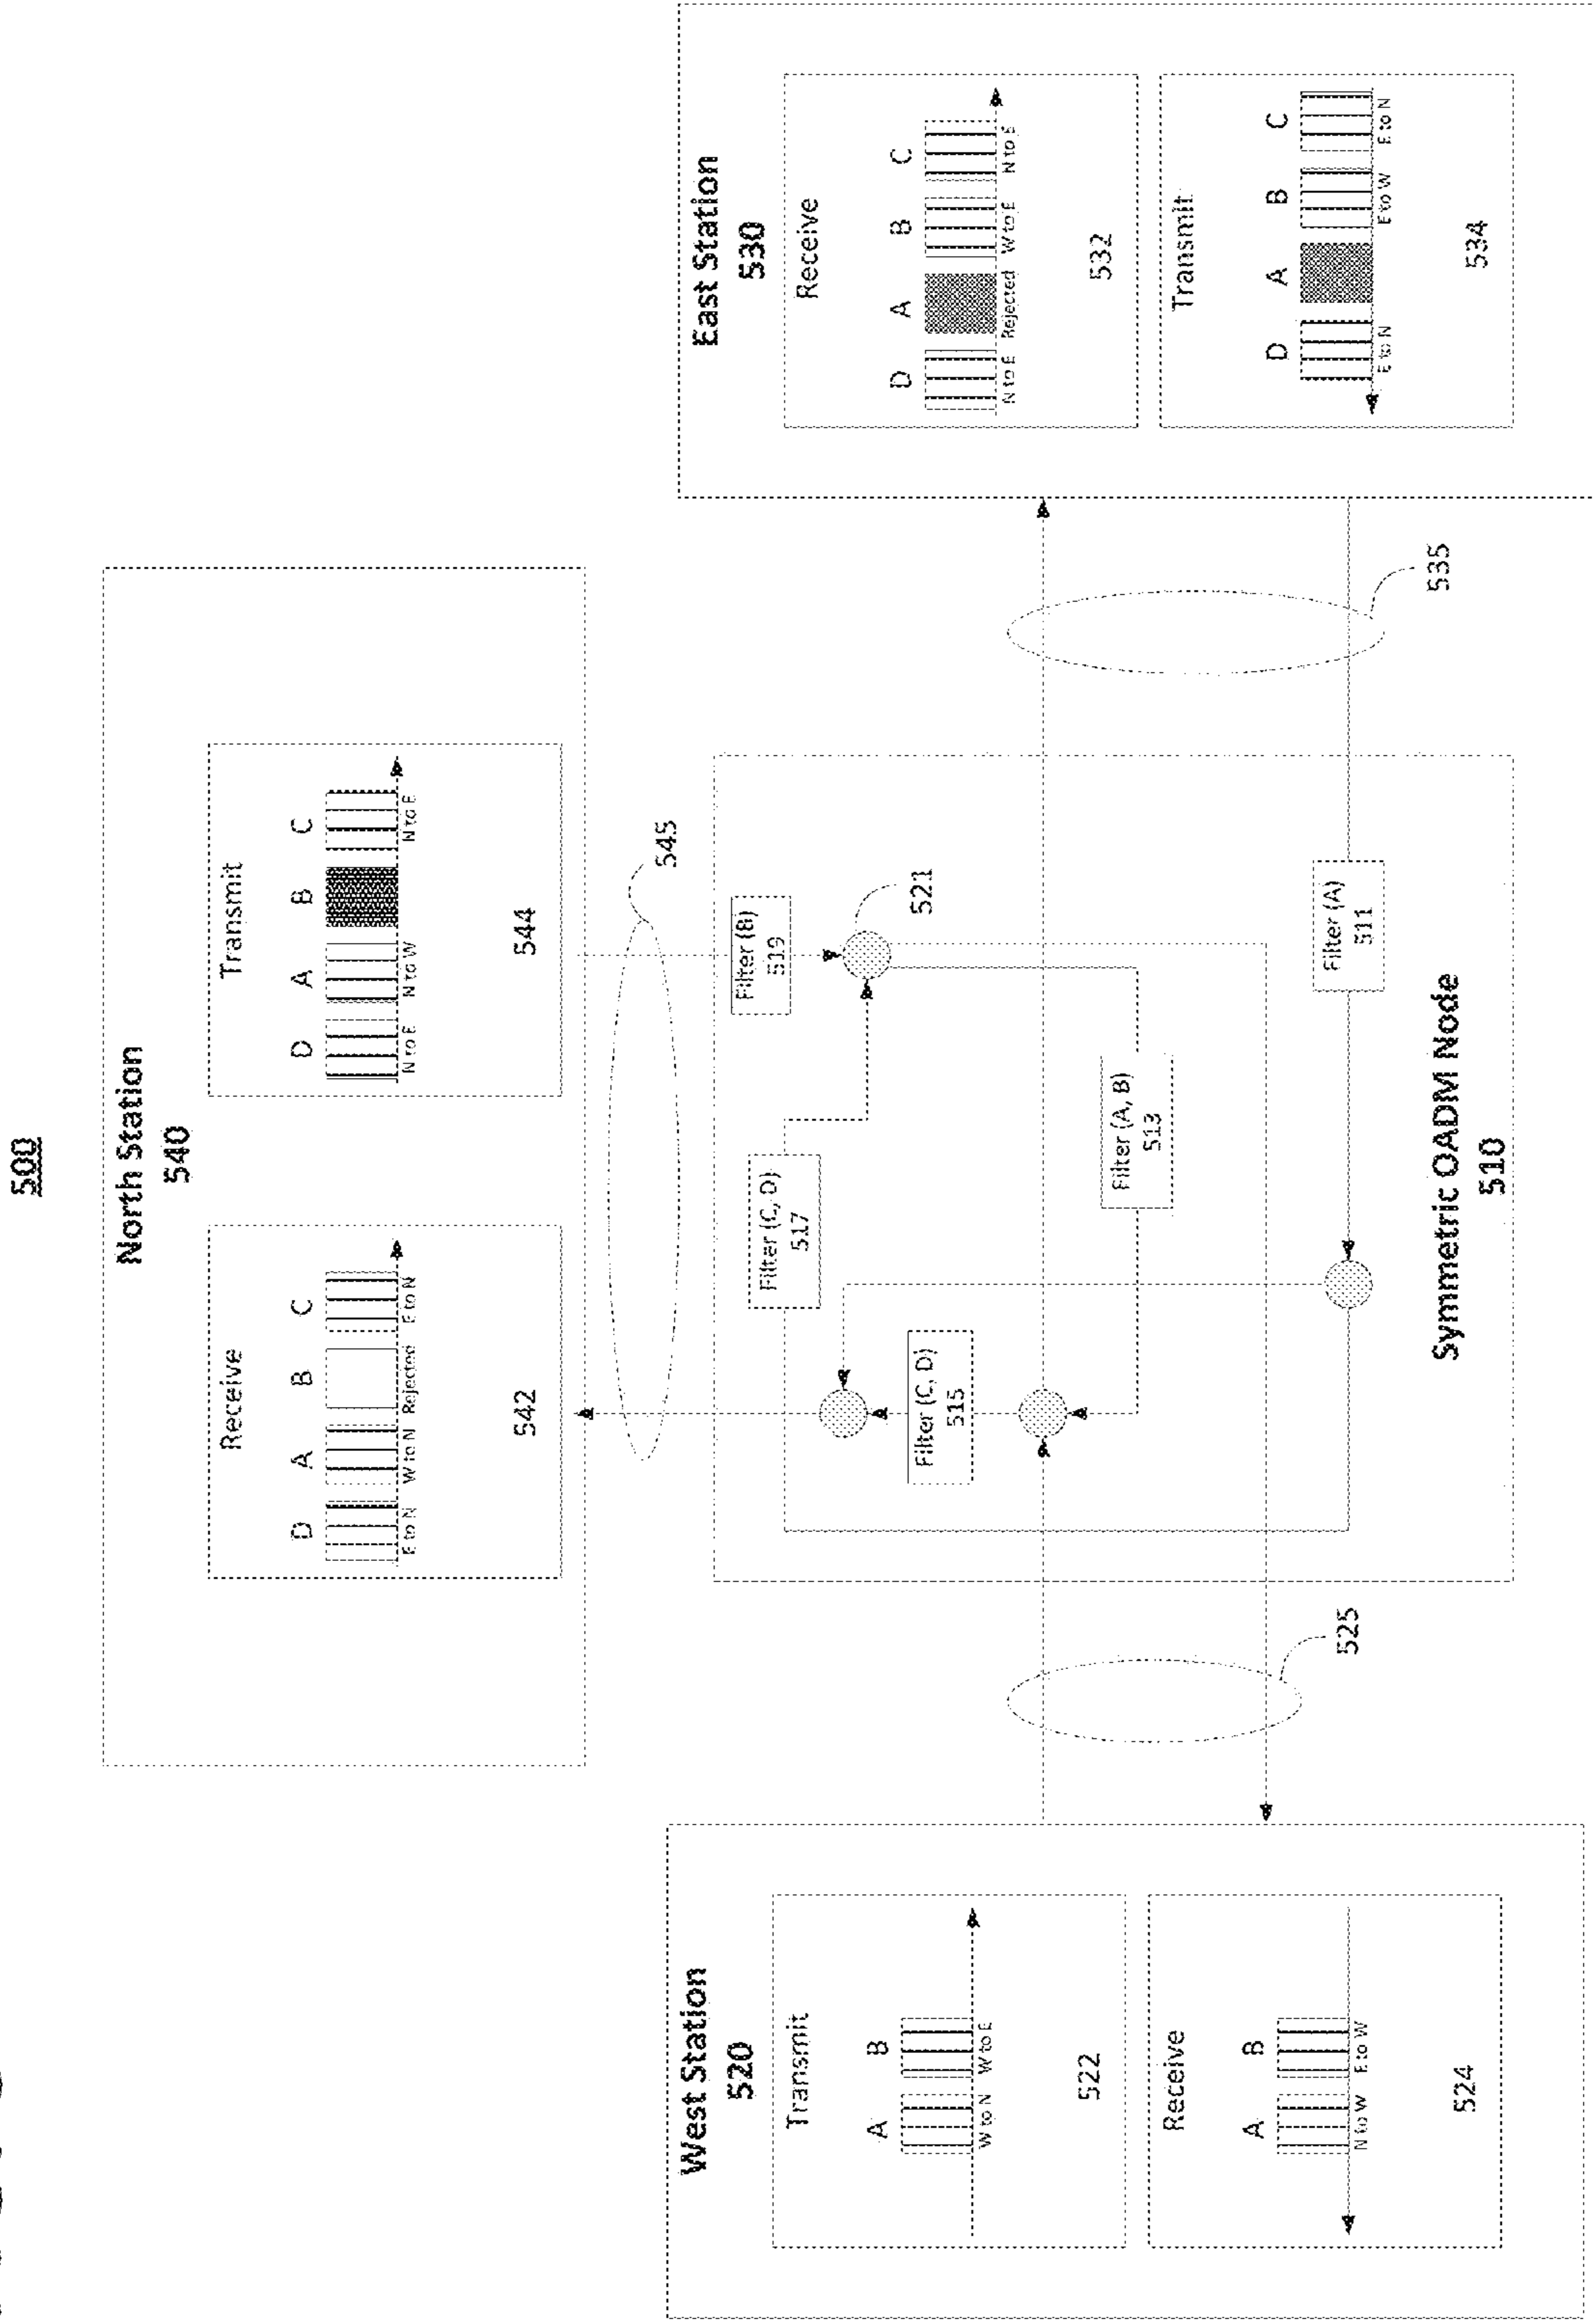 500
North Station
540
Receive
D A B C
E to N W to N Rejected E to N
542
Transmit
D A B C
N to E N to W N to E
544
545
West Station
520
Transmit
A B
W to N W to E
522
Receive
A B
N to W E to W
524
525
Filter (C, D)
517
Filter (B)
519
521
Filter (C, D)
515
Filter (A, B)
513
Filter (A)
511
Symmetric OADM Node
510
535
East Station
530
Receive
D A B C
N to E Rejected W to E N to E
532
Transmit
D A B C
E to N E to W E to N
534